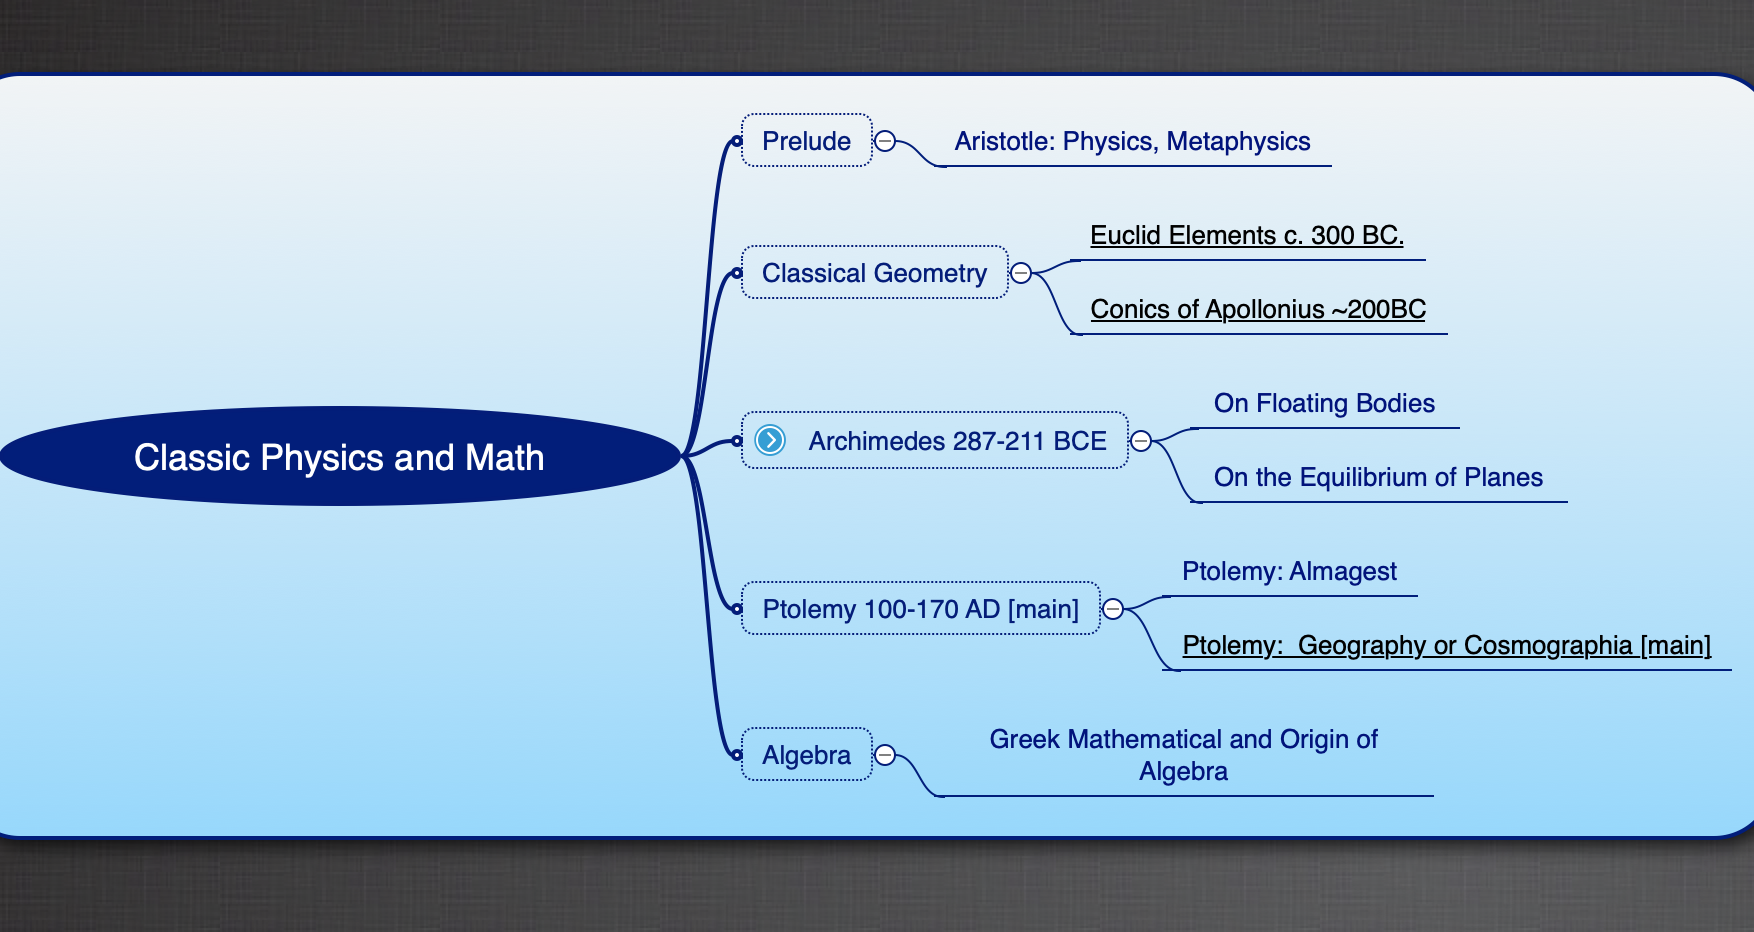 Prelude
Aristotle: Physics, Metaphysics
Classical Geometry
Euclid Elements c. 300 BC.
Conics of Apollonius ~200BC
Classic Physics and Math
Archimedes 287-211 BCE
On Floating Bodies
On the Equilibrium of Planes
Ptolemy 100-170 AD [main]
Ptolemy: Almagest
Ptolemy:  Geography or Cosmographia [main]
Algebra
Greek Mathematical and Origin of
Algebra